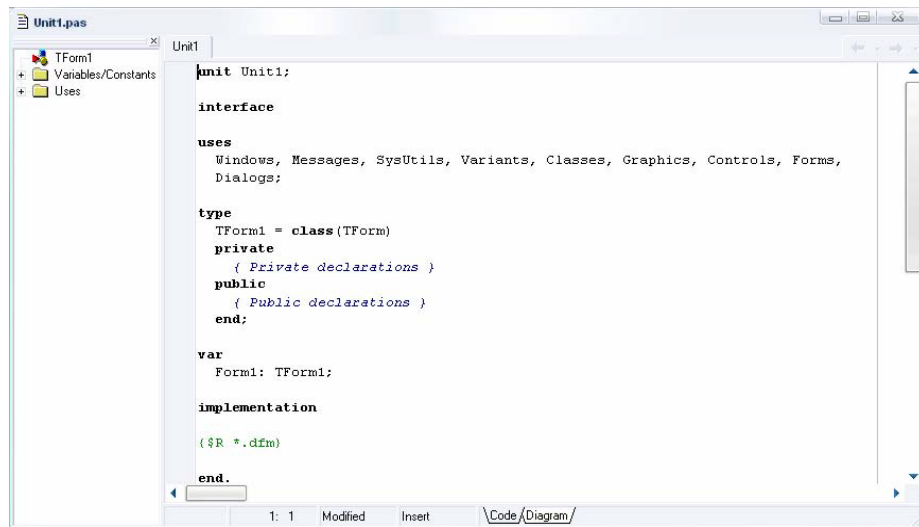 Unit1.pas
TForm1
Variables/Constants
Uses
Unit1
unit Unit1;
interface
uses
Windows, Messages, SysUtils, Variants, Classes, Graphics, Controls, Forms,
Dialogs;
type
TForm1 = class(TForm)
private
{ Private declarations }
public
{ Public declarations }
end;
var
Form1: TForm1;
implementation
{$R *.dfm}
end.
1: 1 Modified Insert Code Diagram